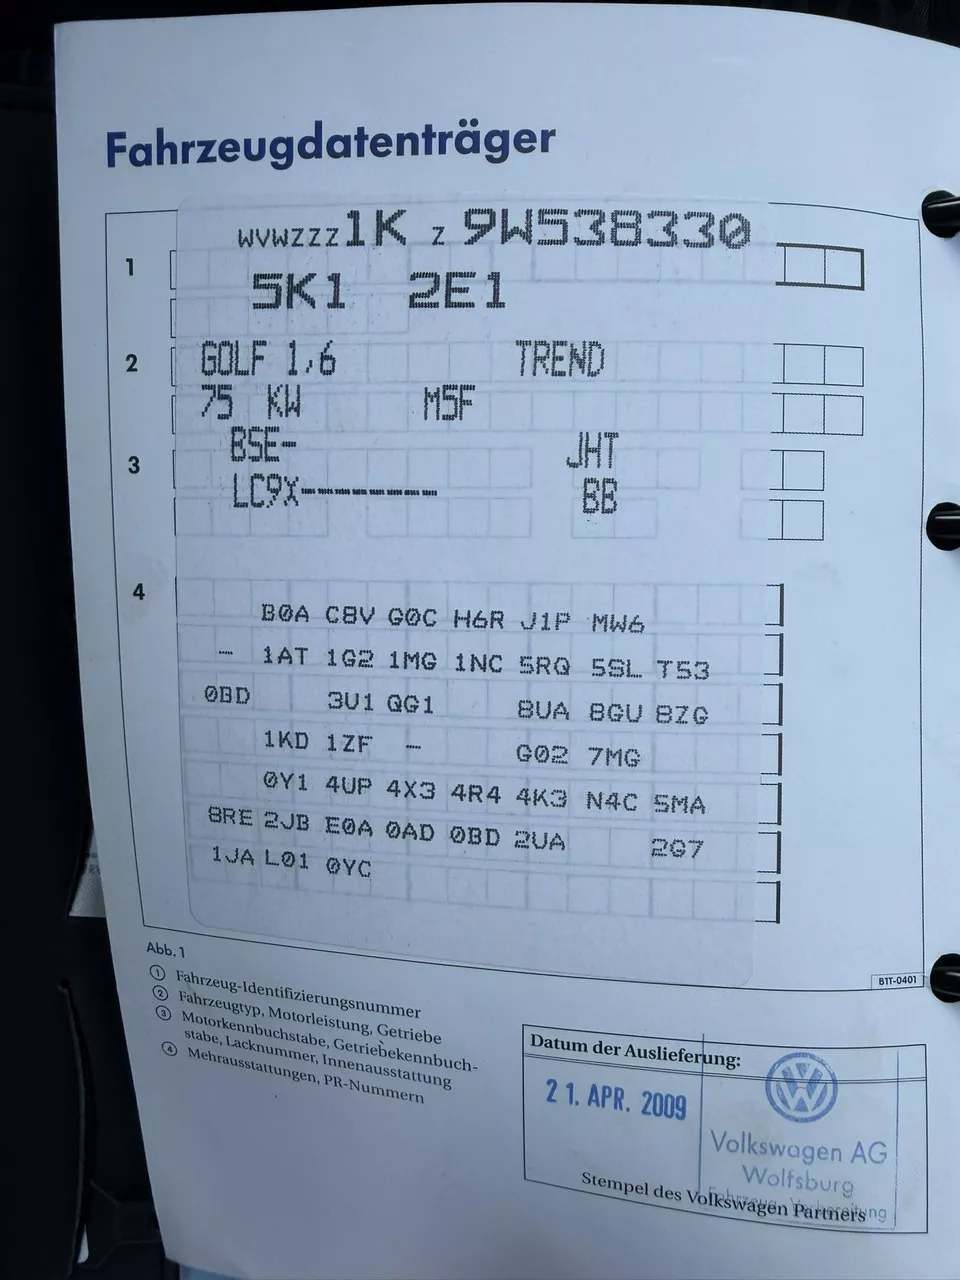 Fahrzeugdatenträger
WVWZZZ1K Z 9W538330
1
5K1 2E1
2 GOLF 1,6 TREND
75 KW M5F
BSE- JHT
3
LC9X---------- BB
4
B0A C8V G0C H6R J1P MW6
-- 1AT 1G2 1MG 1NC 5RQ 5SL T53
0BD 3U1 QG1 8UA 8GU 8ZG
1KD 1ZF -- G02 7MG
0Y1 4UP 4X3 4R4 4K3 N4C 5MA
8RE 2JB E0A 0AD 0BD 2UA 2G7
1JA L01 0YC
Abb. 1
B1T-0401
① Fahrzeug-Identifizierungsnummer
② Fahrzeugtyp, Motorleistung, Getriebe
③ Motorkennbuchstabe, Getriebekennbuch-
stabe, Lacknummer, Innenausstattung
④ Mehrausstattungen, PR-Nummern
Datum der Auslieferung:
21. APR. 2009
Volkswagen AG
Wolfsburg
Fahrzeug-Vorbereitung
Stempel des Volkswagen Partners